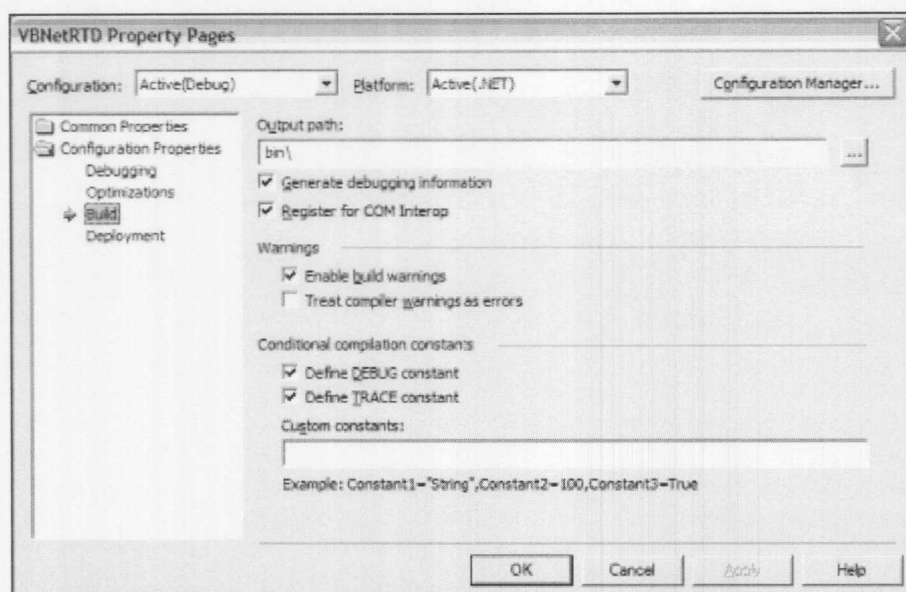 VBNetRTD Property Pages
Configuration: Active(Debug) Platform: Active(.NET) Configuration Manager...
Common Properties
Configuration Properties
Debugging
Optimizations
Build
Deployment
Output path:
bin\
...
Generate debugging information
Register for COM Interop
Warnings
Enable build warnings
Treat compiler warnings as errors
Conditional compilation constants
Define DEBUG constant
Define TRACE constant
Custom constants:
Example: Constant1="String",Constant2=100,Constant3=True
OK Cancel Apply Help